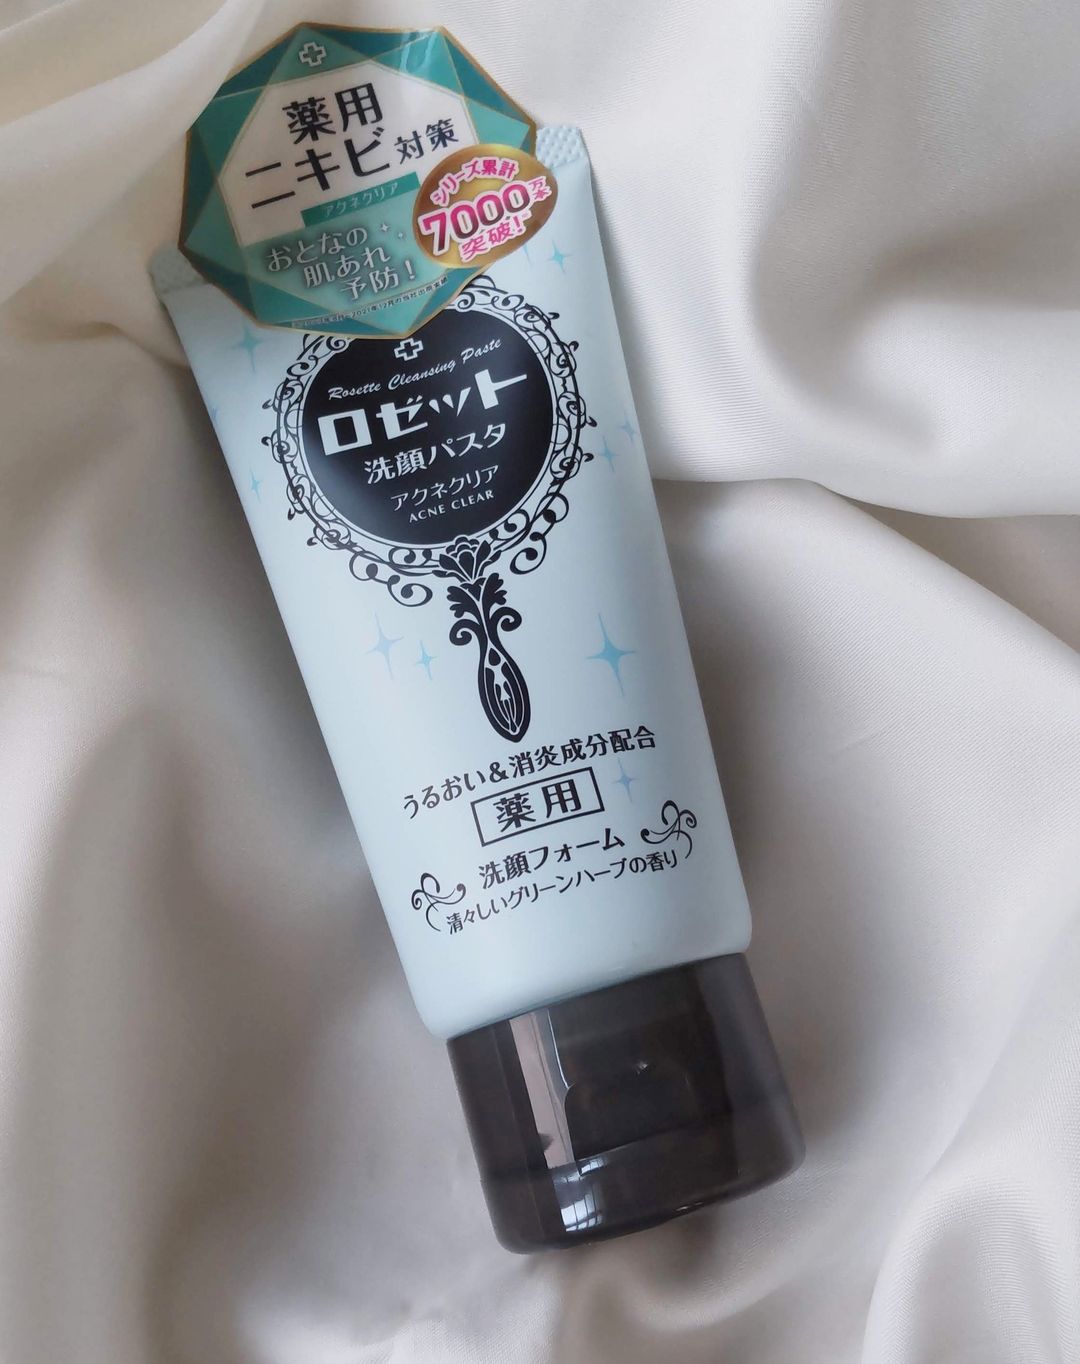 薬用
ニキビ対策
アクネクリア
おとなの
肌あれ
予防!
シリーズ累計
7000万本
突破!
Rosette Cleansing Paste
ロゼット
洗顔パスタ
アクネクリア
ACNE CLEAR
うるおい&消炎成分配合
薬用
洗顔フォーム
清々しいグリーンハーブの香り